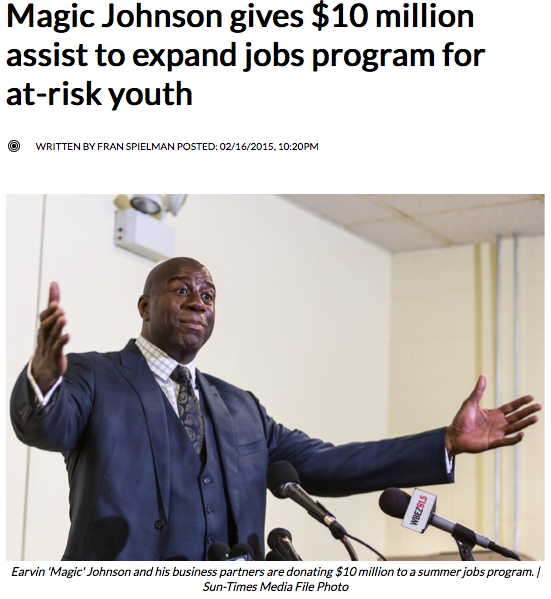 Magic Johnson gives $10 million
assist to expand jobs program for
at-risk youth
WRITTEN BY FRAN SPIELMAN POSTED: 02/16/2015, 10:20PM
WBEZ91.5
Earvin 'Magic' Johnson and his business partners are donating $10 million to a summer jobs program. |
Sun-Times Media File Photo